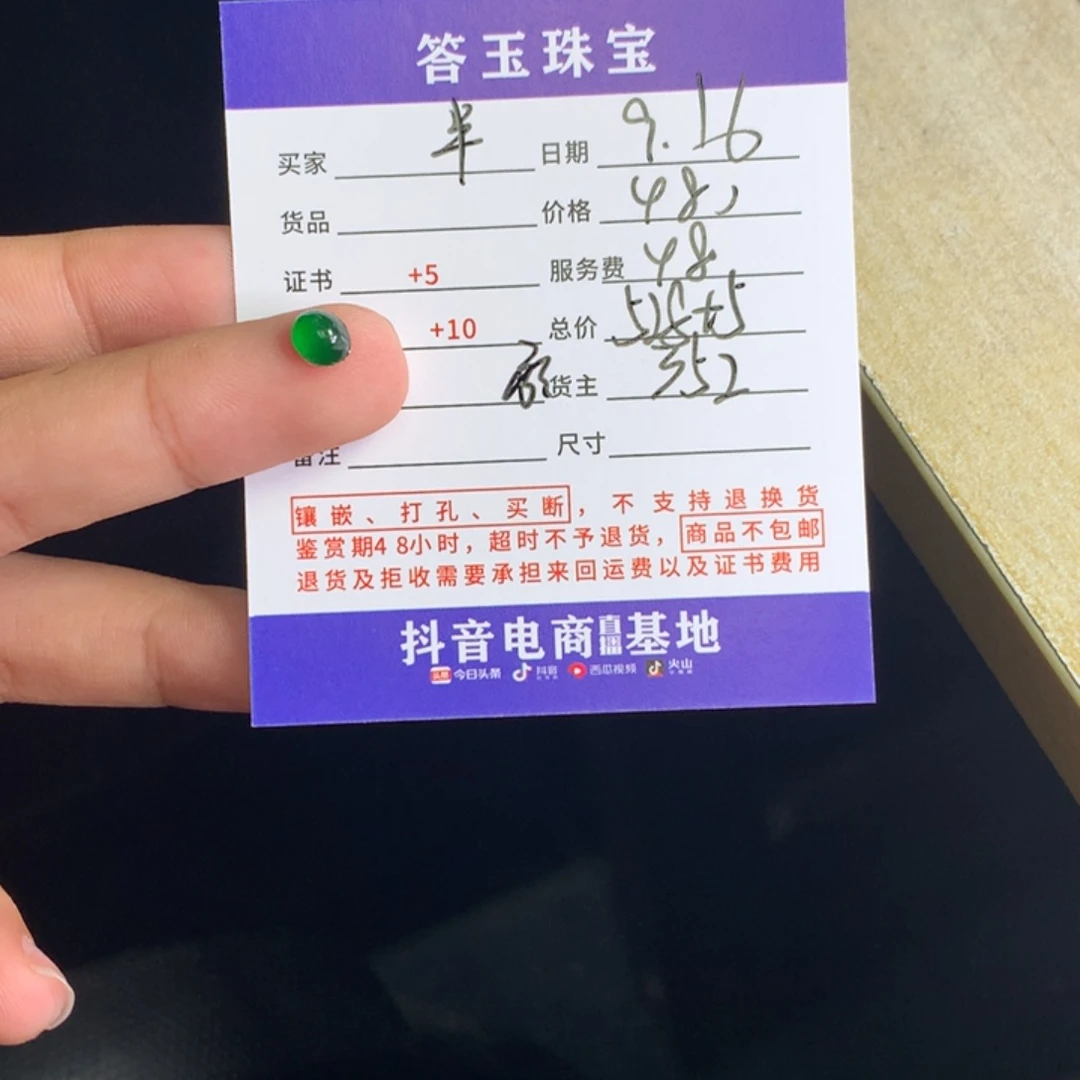 答玉珠宝
买家 半 日期 9.16
货品 价格 48,
证书 +5 服务费 48
+10 总价
货主 352
备注 尺寸
镶嵌、打孔、买断，不支持退换货
鉴赏期48小时，超时不予退货，商品不包邮
退货及拒收需要承担来回运费以及证书费用
抖音电商直播基地
头条 今日头条 抖音 西瓜视频 火山